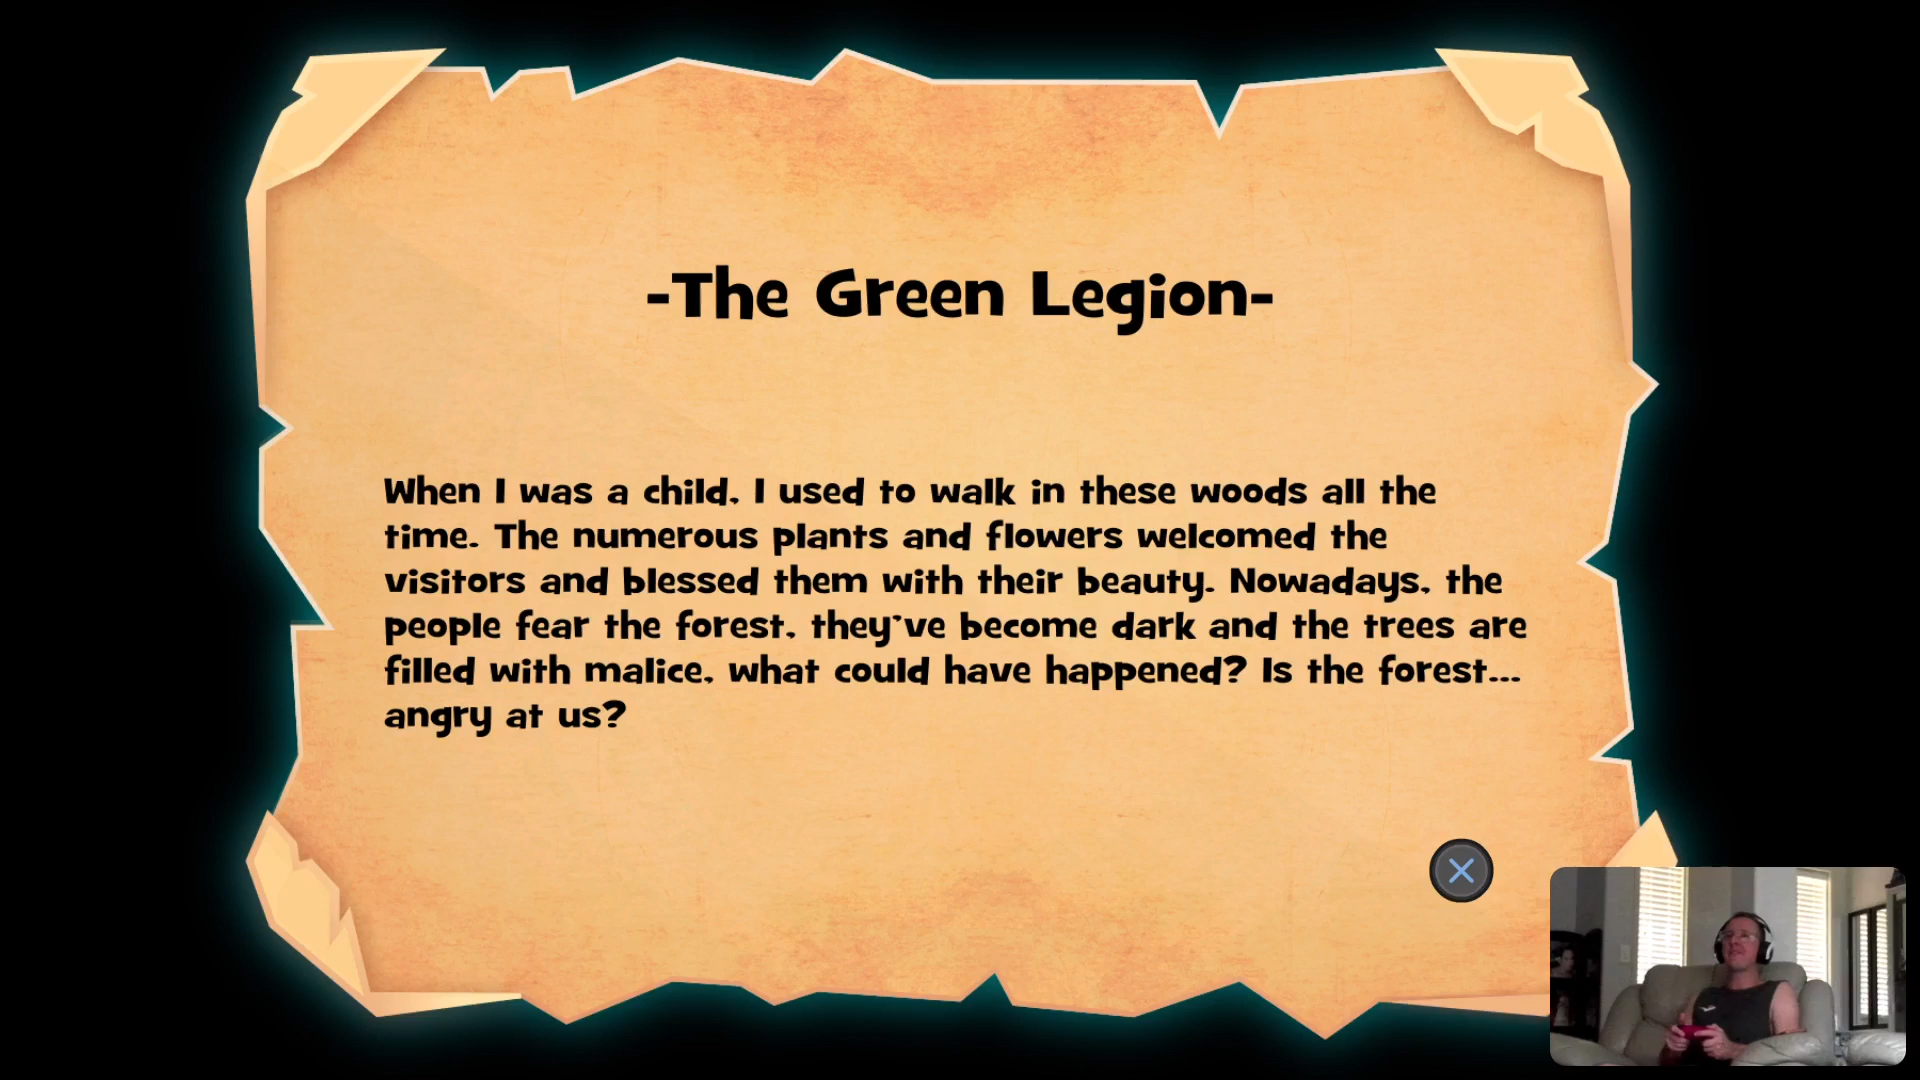 -The Green Legion-
When I was a child, I used to walk in these woods all the
time. The numerous plants and flowers welcomed the
visitors and blessed them with their beauty. Nowadays, the
people fear the forest, they've become dark and the trees are
filled with malice, what could have happened? Is the forest...
angry at us?